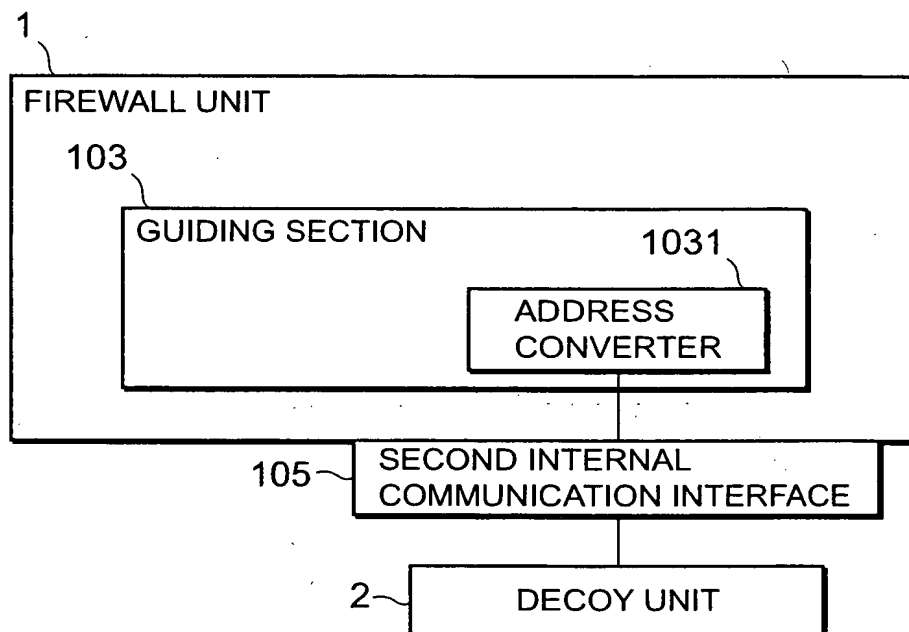 1
FIREWALL UNIT
103
GUIDING SECTION
1031
ADDRESS
CONVERTER
105
SECOND INTERNAL
COMMUNICATION INTERFACE
2
DECOY UNIT